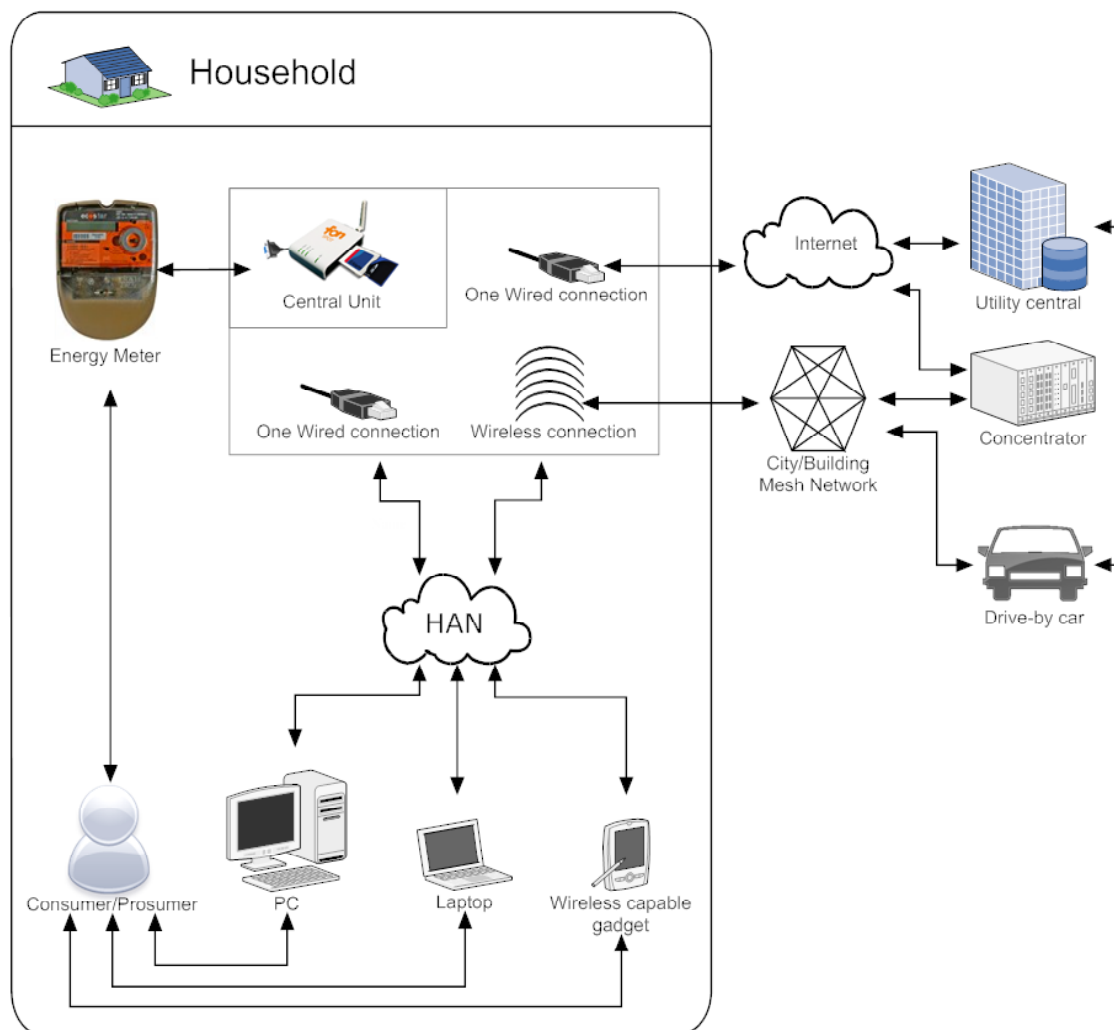 Household
fon
Central Unit
One Wired connection
Internet
Utility central
Energy Meter
One Wired connection
Wireless connection
City/Building
Mesh Network
Concentrator
HAN
Drive-by car
Consumer/Prosumer
PC
Laptop
Wireless capable
gadget